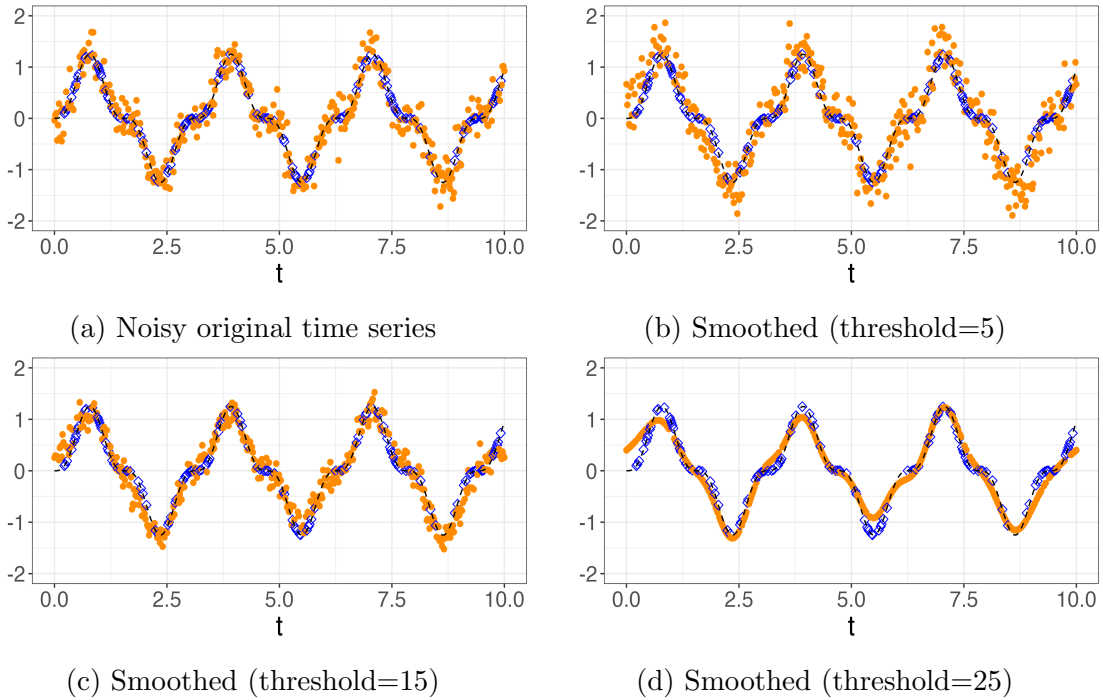 2
1
0
-1
-2
0.0 2.5 5.0 7.5 10.0
t
(a) Noisy original time series
2
1
0
-1
-2
0.0 2.5 5.0 7.5 10.0
t
(b) Smoothed (threshold=5)
2
1
0
-1
-2
0.0 2.5 5.0 7.5 10.0
t
(c) Smoothed (threshold=15)
2
1
0
-1
-2
0.0 2.5 5.0 7.5 10.0
t
(d) Smoothed (threshold=25)